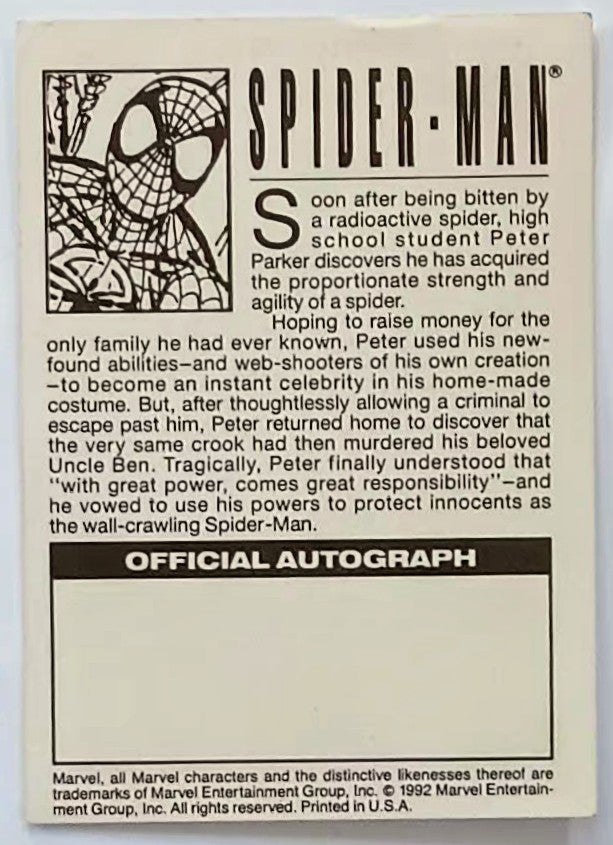 SPIDER-MAN®
Soon after being bitten by
a radioactive spider, high
school student Peter
Parker discovers he has acquired
the proportionate strength and
agility of a spider.
Hoping to raise money for the
only family he had ever known, Peter used his new-
found abilities—and web-shooters of his own creation
—to become an instant celebrity in his home-made
costume. But, after thoughtlessly allowing a criminal to
escape past him, Peter returned home to discover that
the very same crook had then murdered his beloved
Uncle Ben. Tragically, Peter finally understood that
"with great power, comes great responsibility"—and
he vowed to use his powers to protect innocents as
the wall-crawling Spider-Man.
OFFICIAL AUTOGRAPH
Marvel, all Marvel characters and the distinctive likenesses thereof are
trademarks of Marvel Entertainment Group, Inc. © 1992 Marvel Entertain-
ment Group, Inc. All rights reserved. Printed in U.S.A.